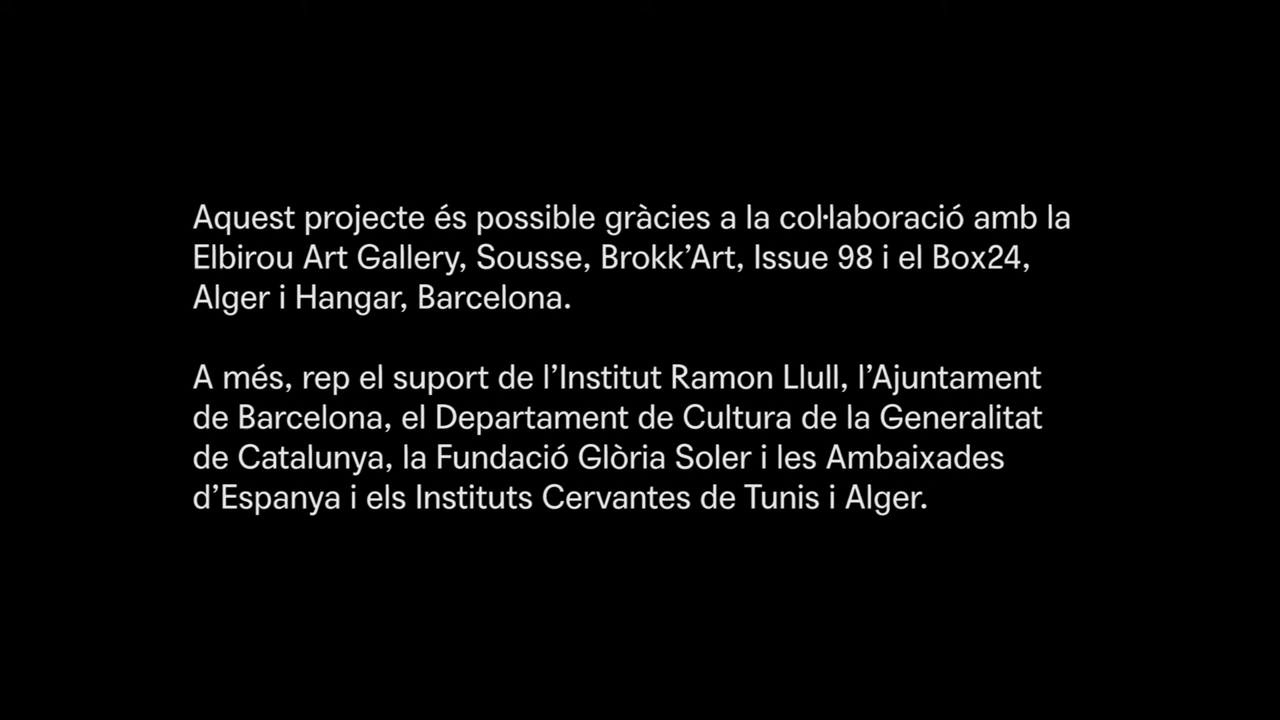 Aquest projecte és possible gràcies a la col·laboració amb la
Elbirou Art Gallery, Sousse, Brokk’Art, Issue 98 i el Box24,
Alger i Hangar, Barcelona.
A més, rep el suport de l’Institut Ramon Llull, l’Ajuntament
de Barcelona, el Departament de Cultura de la Generalitat
de Catalunya, la Fundació Glòria Soler i les Ambaixades
d’Espanya i els Instituts Cervantes de Tunis i Alger.